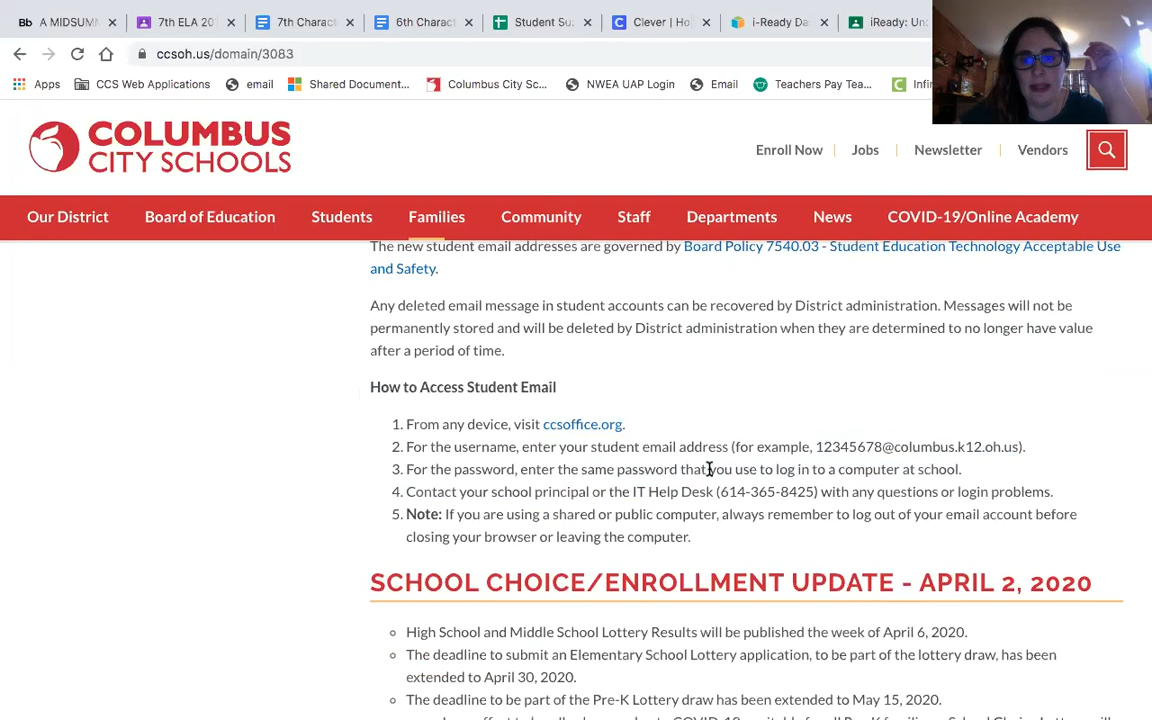 Bb A MIDSUMM
7th ELA 20
7th Charact
6th Charact
Student Su
Clever | Ho
i-Ready Da
iReady: Un
ccsoh.us/domain/3083
Apps CCS Web Applications email Shared Document... Columbus City Sc... NWEA UAP Login Email Teachers Pay Tea... Infin
COLUMBUS
CITY SCHOOLS
Enroll Now Jobs Newsletter Vendors
Our District Board of Education Students Families Community Staff Departments News COVID-19/Online Academy
The new student email addresses are governed by Board Policy 7540.03 - Student Education Technology Acceptable Use
and Safety.
Any deleted email message in student accounts can be recovered by District administration. Messages will not be
permanently stored and will be deleted by District administration when they are determined to no longer have value
after a period of time.
How to Access Student Email
1. From any device, visit ccsoffice.org.
2. For the username, enter your student email address (for example, 12345678@columbus.k12.oh.us).
3. For the password, enter the same password that you use to log in to a computer at school.
4. Contact your school principal or the IT Help Desk (614-365-8425) with any questions or login problems.
5. Note: If you are using a shared or public computer, always remember to log out of your email account before
closing your browser or leaving the computer.
SCHOOL CHOICE/ENROLLMENT UPDATE - APRIL 2, 2020
High School and Middle School Lottery Results will be published the week of April 6, 2020.
The deadline to submit an Elementary School Lottery application, to be part of the lottery draw, has been
extended to April 30, 2020.
The deadline to be part of the Pre-K Lottery draw has been extended to May 15, 2020.